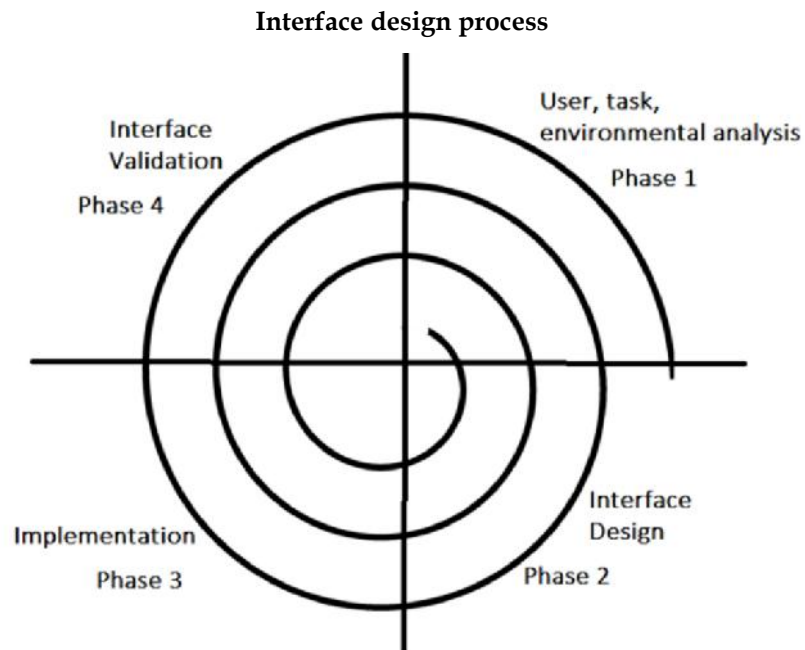 Interface design process
User, task,
environmental analysis
Phase 1
Interface
Validation
Phase 4
Interface
Design
Phase 2
Implementation
Phase 3